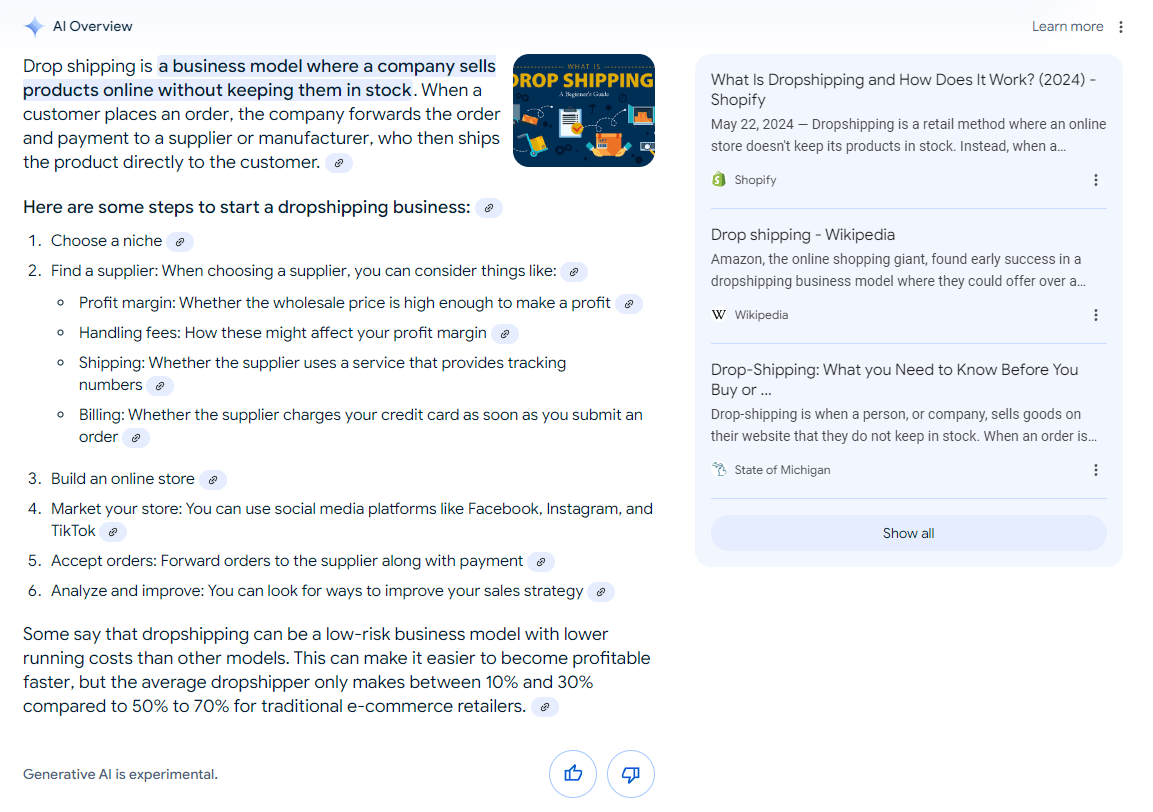 AI Overview
Learn more
Drop shipping is a business model where a company sells
products online without keeping them in stock. When a
customer places an order, the company forwards the order
and payment to a supplier or manufacturer, who then ships
the product directly to the customer.
WHAT IS
DROP SHIPPING
A Beginner's Guide
Here are some steps to start a dropshipping business:
1. Choose a niche
2. Find a supplier: When choosing a supplier, you can consider things like:
Profit margin: Whether the wholesale price is high enough to make a profit
Handling fees: How these might affect your profit margin
Shipping: Whether the supplier uses a service that provides tracking
numbers
Billing: Whether the supplier charges your credit card as soon as you submit an
order
3. Build an online store
4. Market your store: You can use social media platforms like Facebook, Instagram, and
TikTok
5. Accept orders: Forward orders to the supplier along with payment
6. Analyze and improve: You can look for ways to improve your sales strategy
Some say that dropshipping can be a low-risk business model with lower
running costs than other models. This can make it easier to become profitable
faster, but the average dropshipper only makes between 10% and 30%
compared to 50% to 70% for traditional e-commerce retailers.
Generative AI is experimental.
What Is Dropshipping and How Does It Work? (2024) -
Shopify
May 22, 2024 — Dropshipping is a retail method where an online
store doesn't keep its products in stock. Instead, when a...
Shopify
Drop shipping - Wikipedia
Amazon, the online shopping giant, found early success in a
dropshipping business model where they could offer over a...
W Wikipedia
Drop-Shipping: What you Need to Know Before You
Buy or ...
Drop-shipping is when a person, or company, sells goods on
their website that they do not keep in stock. When an order is...
State of Michigan
Show all